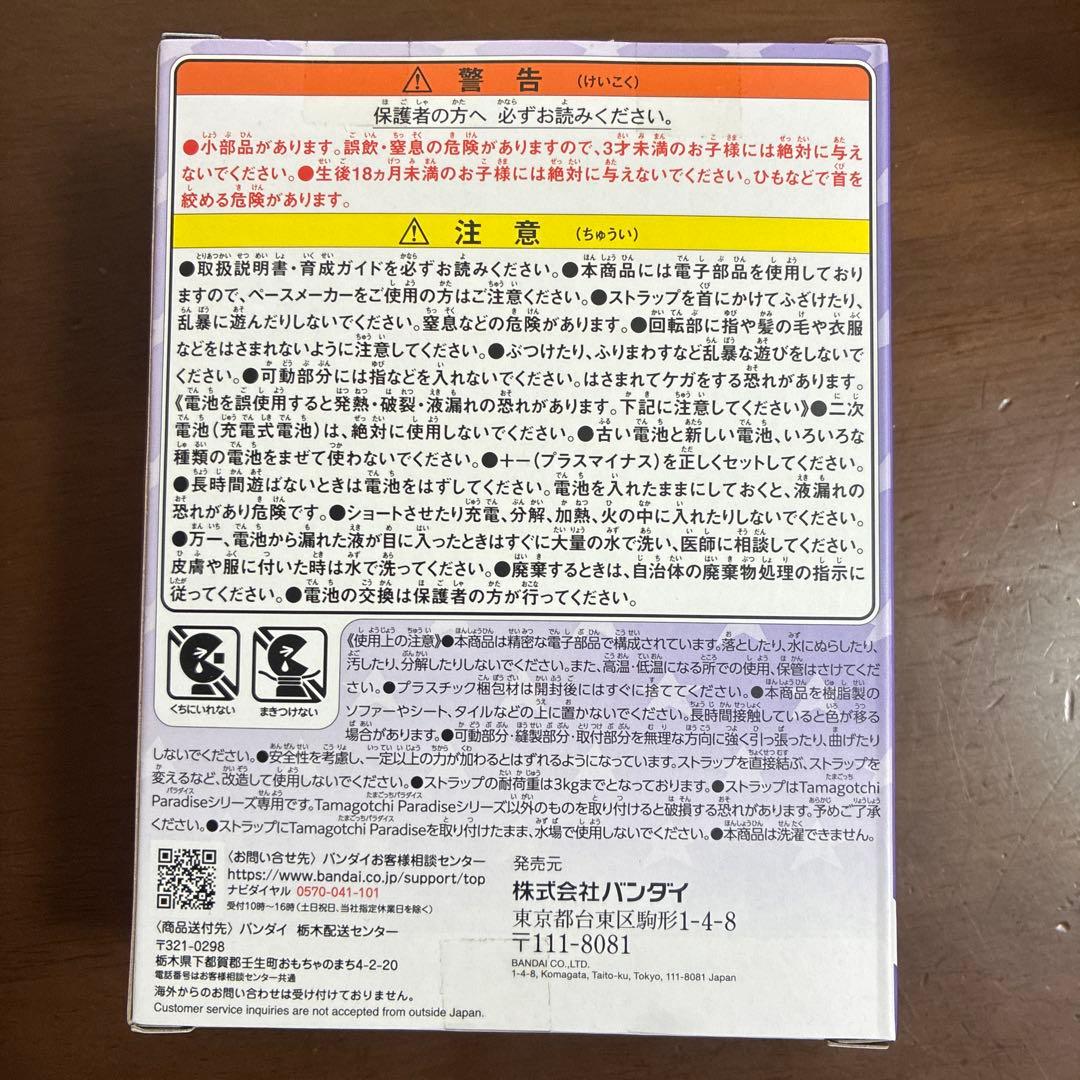 ⚠ 警告 (けいこく)
保護者の方へ 必ずお読みください。
●小部品があります。誤飲・窒息の危険がありますので、3才未満のお子様には絶対に与え
ないでください。●生後18ヵ月未満のお子様には絶対に与えないでください。ひもなどで首を
絞める危険があります。
⚠ 注意 (ちゅうい)
●取扱説明書・育成ガイドを必ずお読みください。●本商品には電子部品を使用しており
ますので、ペースメーカーをご使用の方はご注意ください。●ストラップを首にかけてふざけたり、
乱暴に遊んだりしないでください。窒息などの危険があります。●回転部に指や髪の毛や衣服
などをはさまれないように注意してください。●ぶつけたり、ふりまわすなど乱暴な遊びをしないで
ください。●可動部分には指などを入れないでください。はさまれてケガをする恐れがあります。
《電池を誤使用すると発熱・破裂・液漏れの恐れがあります。下記に注意してください》●二次
電池(充電式電池)は、絶対に使用しないでください。●古い電池と新しい電池、いろいろな
種類の電池をまぜて使わないでください。●+-(プラスマイナス)を正しくセットしてください。
●長時間遊ばないときは電池をはずしてください。電池を入れたままにしておくと、液漏れの
恐れがあり危険です。●ショートさせたり充電、分解、加熱、火の中に入れたりしないでください。
●万一、電池から漏れた液が目に入ったときはすぐに大量の水で洗い、医師に相談してください。
皮膚や服に付いた時は水で洗ってください。●廃棄するときは、自治体の廃棄物処理の指示に
従ってください。●電池の交換は保護者の方が行ってください。
くちにいれない
まきつけない
《使用上の注意》●本商品は精密な電子部品で構成されています。落としたり、水にぬらしたり、
汚したり、分解したりしないでください。また、高温・低温になる所での使用、保管はさけてくだ
さい。●プラスチック梱包材は開封後にはすぐに捨ててください。●本商品を樹脂製の
ソファーやシート、タイルなどの上に置かないでください。長時間接触していると色が移る
場合があります。●可動部分・縫製部分・取付部分を無理な方向に強く引っ張ったり、曲げたり
しないでください。●安全性を考慮し、一定以上の力が加わるとはずれるようになっています。ストラップを直接結ぶ、ストラップを
変えるなど、改造して使用しないでください。●ストラップの耐荷重は3kgまでとなっております。●ストラップはTamagotchi
Paradiseシリーズ専用です。Tamagotchi Paradiseシリーズ以外のものを取り付けると破損する恐れがあります。予めご了承
ください。●ストラップにTamagotchi Paradiseを取り付けたまま、水場で使用しないでください。●本商品は洗濯できません。
〈お問い合せ先〉バンダイお客様相談センター
https://www.bandai.co.jp/support/top
ナビダイヤル 0570-041-101
受付10時~16時(土日祝日、当社指定休業日を除く)
〈商品送付先〉バンダイ 栃木配送センター
〒321-0298
栃木県下都賀郡壬生町おもちゃのまち4-2-20
電話番号はお客様相談センター共通
海外からのお問い合わせは受け付けておりません。
Customer service inquiries are not accepted from outside Japan.
発売元
株式会社バンダイ
東京都台東区駒形1-4-8
〒111-8081
BANDAI CO.,LTD.
1-4-8, Komagata, Taito-ku, Tokyo, 111-8081 Japan